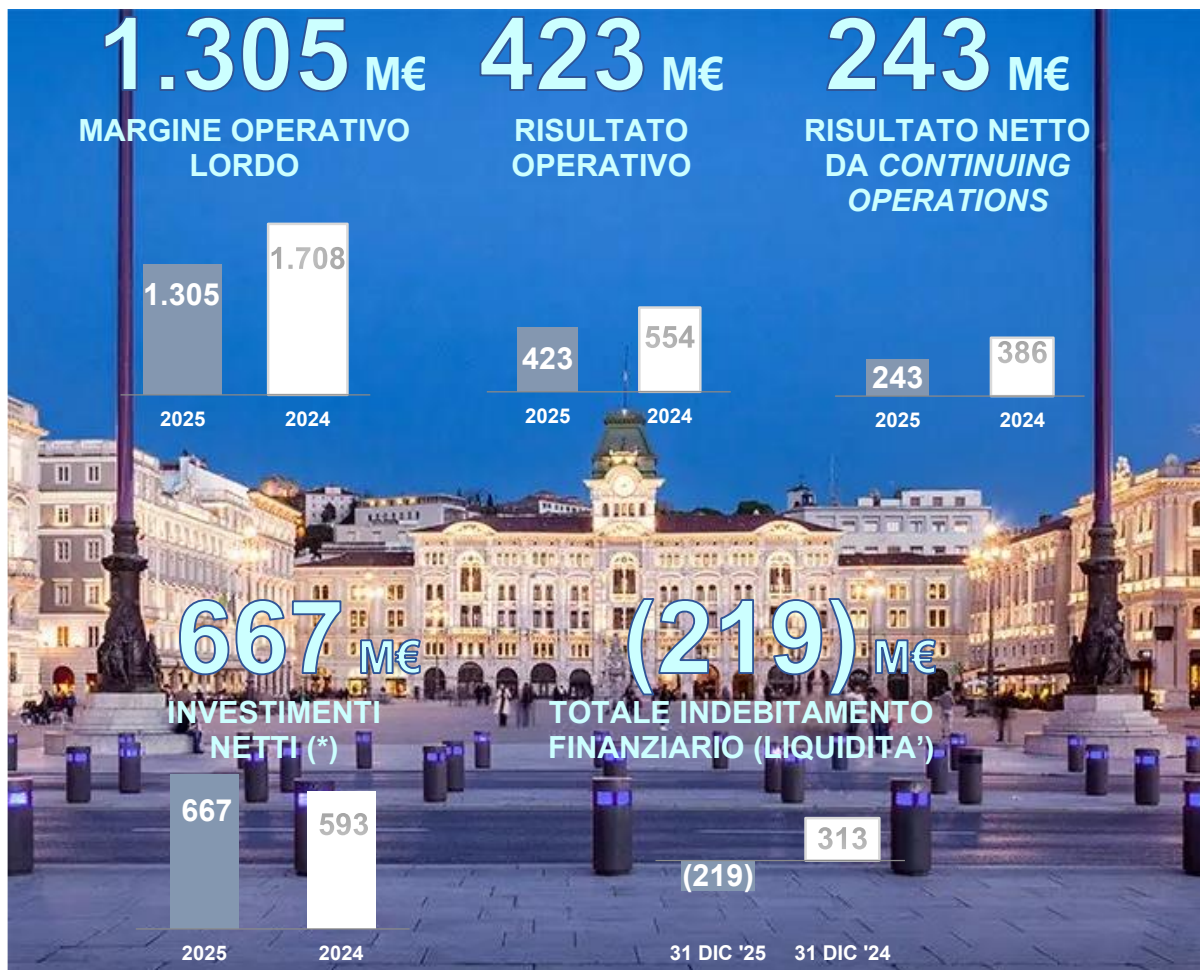 1.305 M€
MARGINE OPERATIVO
LORDO
423 M€
RISULTATO
OPERATIVO
243 M€
RISULTATO NETTO
DA CONTINUING
OPERATIONS
1.305
1.708
2025 2024
423
554
2025 2024
243
386
2025 2024
667 M€
INVESTIMENTI
NETTI (*)
667
593
2025 2024
(219) M€
TOTALE INDEBITAMENTO
FINANZIARIO (LIQUIDITA’)
(219)
313
31 DIC '25 31 DIC '24